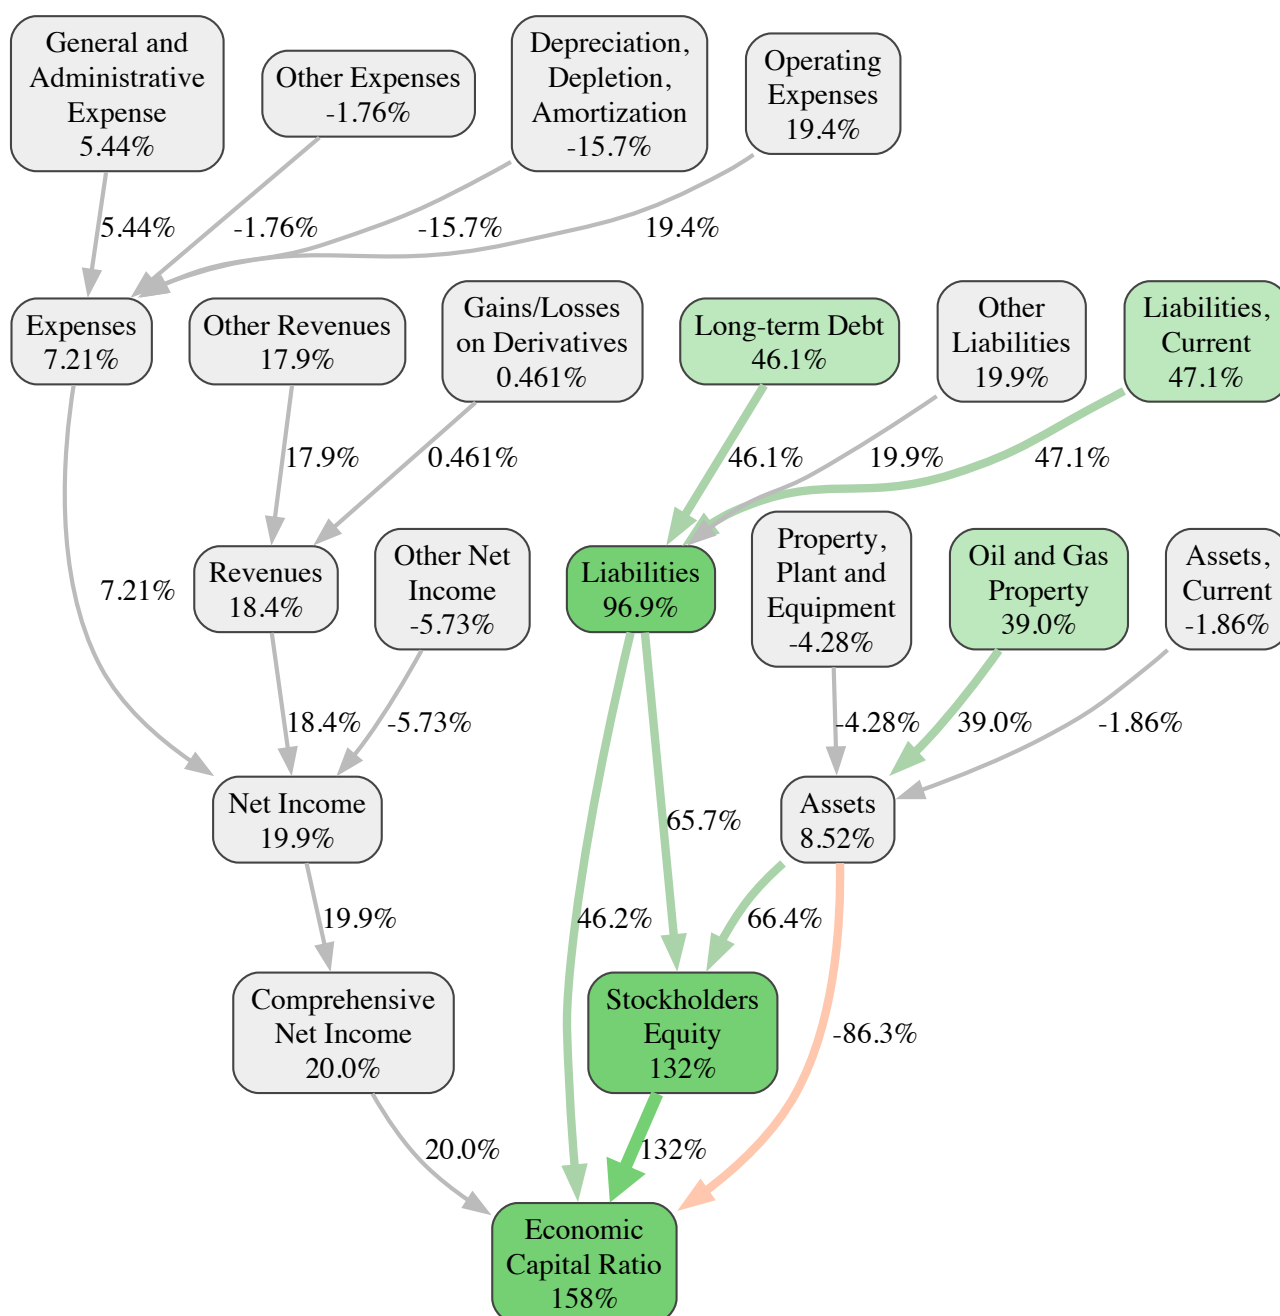 General and
Administrative
Expense
5.44%
Other Expenses
-1.76%
Depreciation,
Depletion,
Amortization
-15.7%
Operating
Expenses
19.4%
5.44%
-1.76%
-15.7%
19.4%
Expenses
7.21%
Other Revenues
17.9%
Gains/Losses
on Derivatives
0.461%
Long-term Debt
46.1%
Other
Liabilities
19.9%
Liabilities,
Current
47.1%
17.9%
0.461%
46.1%
19.9%
47.1%
Revenues
18.4%
Other Net
Income
-5.73%
Liabilities
96.9%
Property,
Plant and
Equipment
-4.28%
Oil and Gas
Property
39.0%
Assets,
Current
-1.86%
7.21%
18.4%
-5.73%
-4.28%
39.0%
-1.86%
Net Income
19.9%
65.7%
Assets
8.52%
19.9%
46.2%
66.4%
Comprehensive
Net Income
20.0%
Stockholders
Equity
132%
-86.3%
20.0%
132%
Economic
Capital Ratio
158%